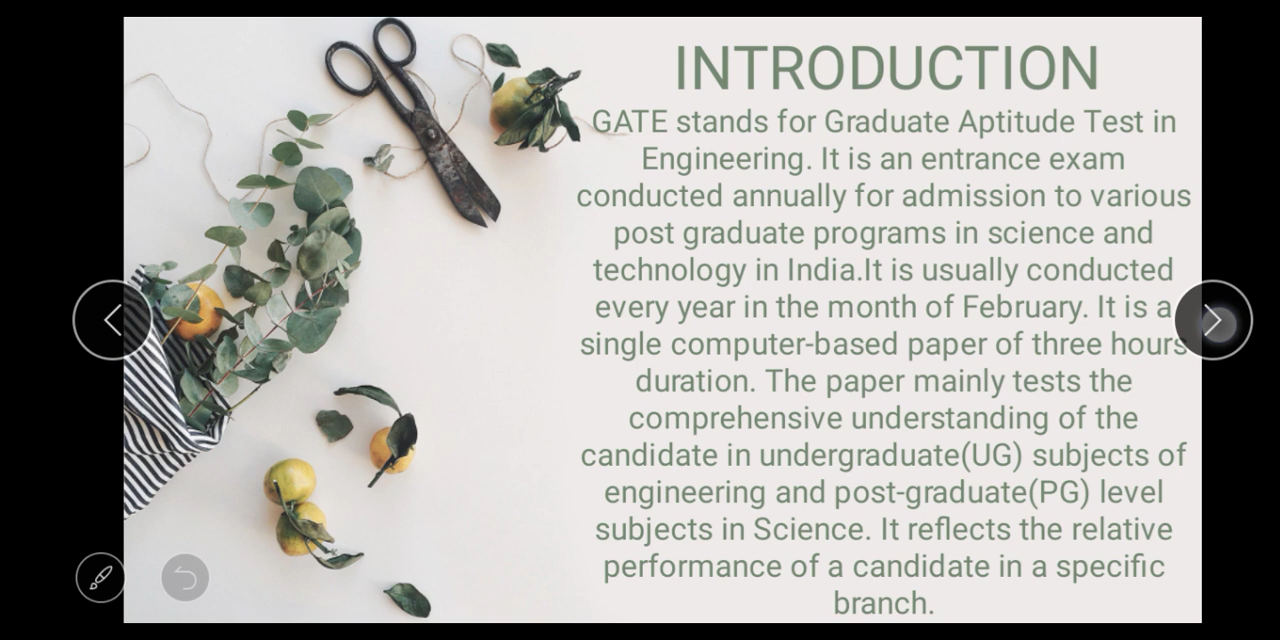 INTRODUCTION
GATE stands for Graduate Aptitude Test in
Engineering. It is an entrance exam
conducted annually for admission to various
post graduate programs in science and
technology in India.It is usually conducted
every year in the month of February. It is a
single computer-based paper of three hours
duration. The paper mainly tests the
comprehensive understanding of the
candidate in undergraduate(UG) subjects of
engineering and post-graduate(PG) level
subjects in Science. It reflects the relative
performance of a candidate in a specific
branch.